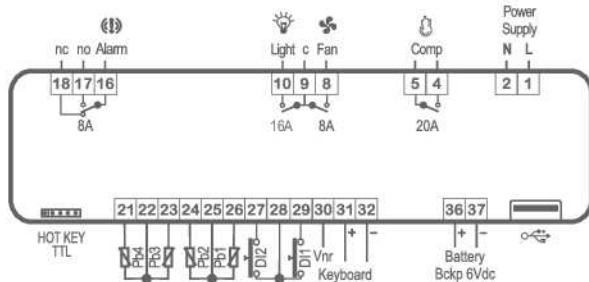 Power
Supply
nc no Alarm Light c Fan Comp N L
18 17 16 10 9 8 5 4 2 1
8A 16A 8A 20A
21 22 23 24 25 26 27 28 29 30 31 32 36 37
HOT KEY
TTL
Pb4 Pb3 Pb2 Pb1 DI2 DI1
Vnr + - + -
Keyboard
Battery
Bckp 6Vdc